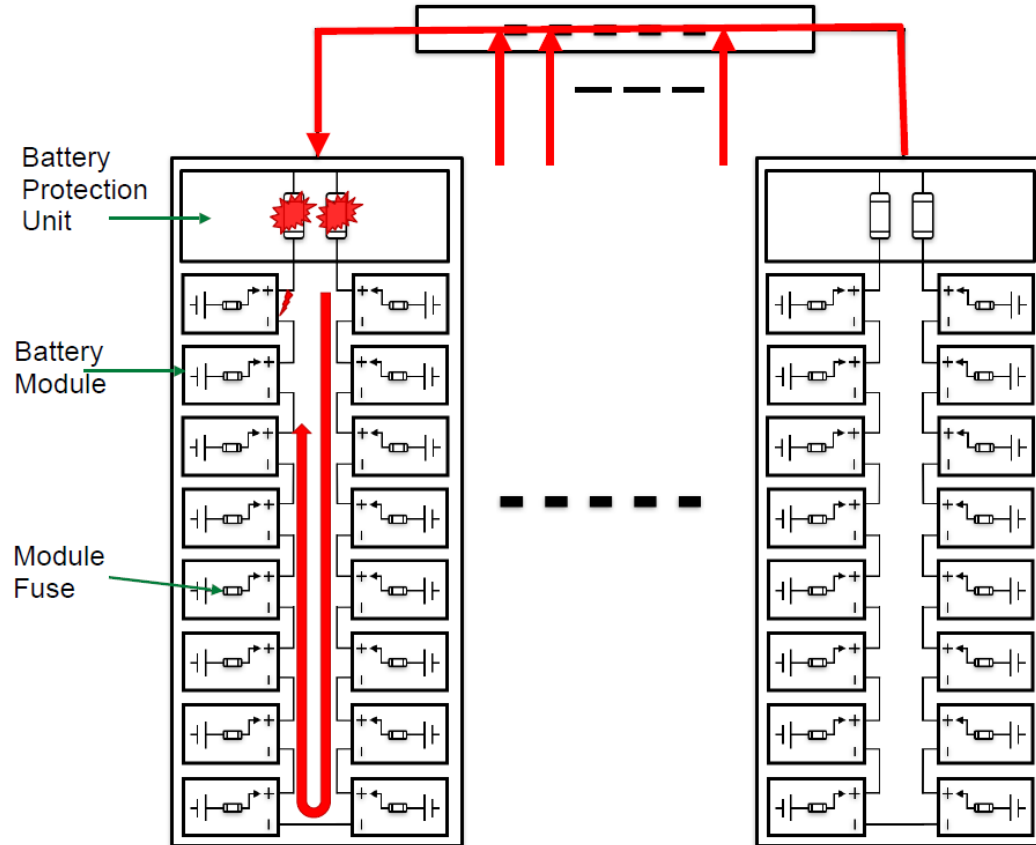 Battery
Protection
Unit
Battery
Module
Module
Fuse